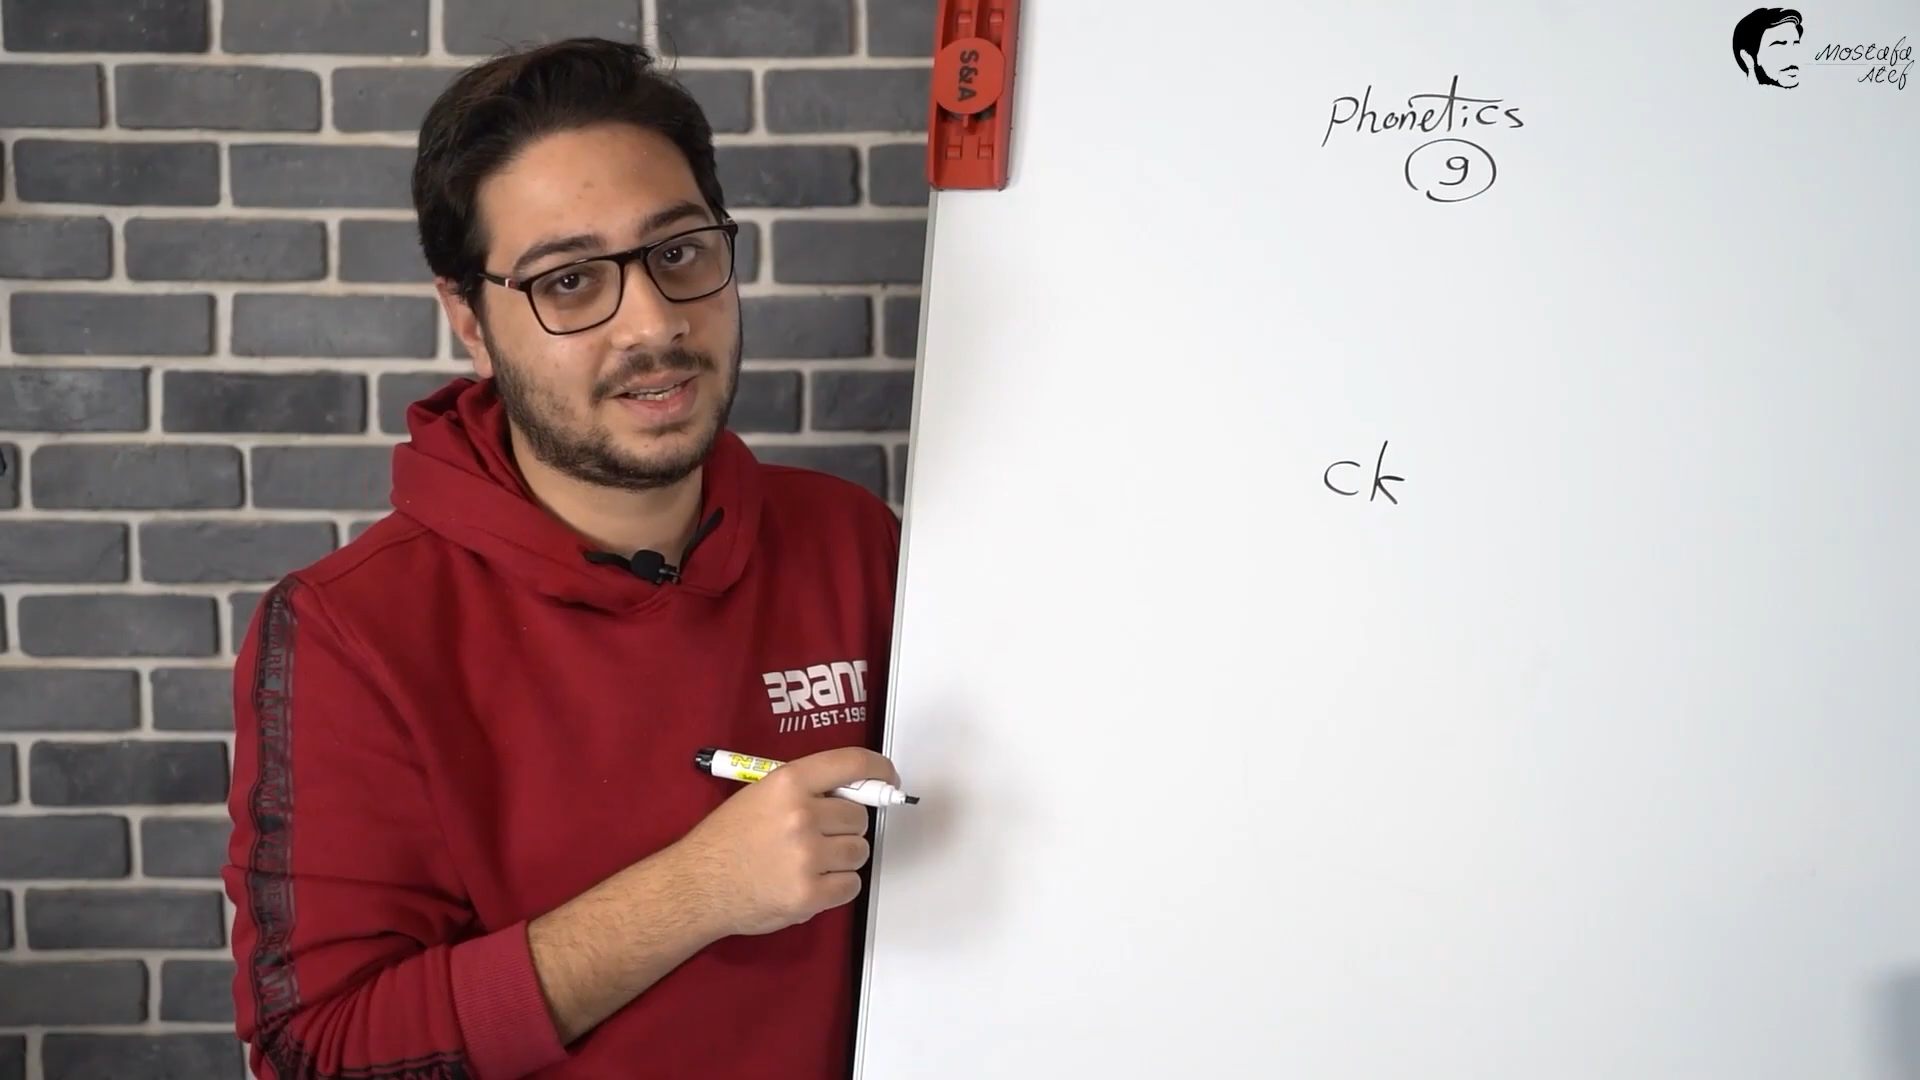 Mostafa
Atef
S&A
Phonetics
9
ck
BRAND
//// EST-199